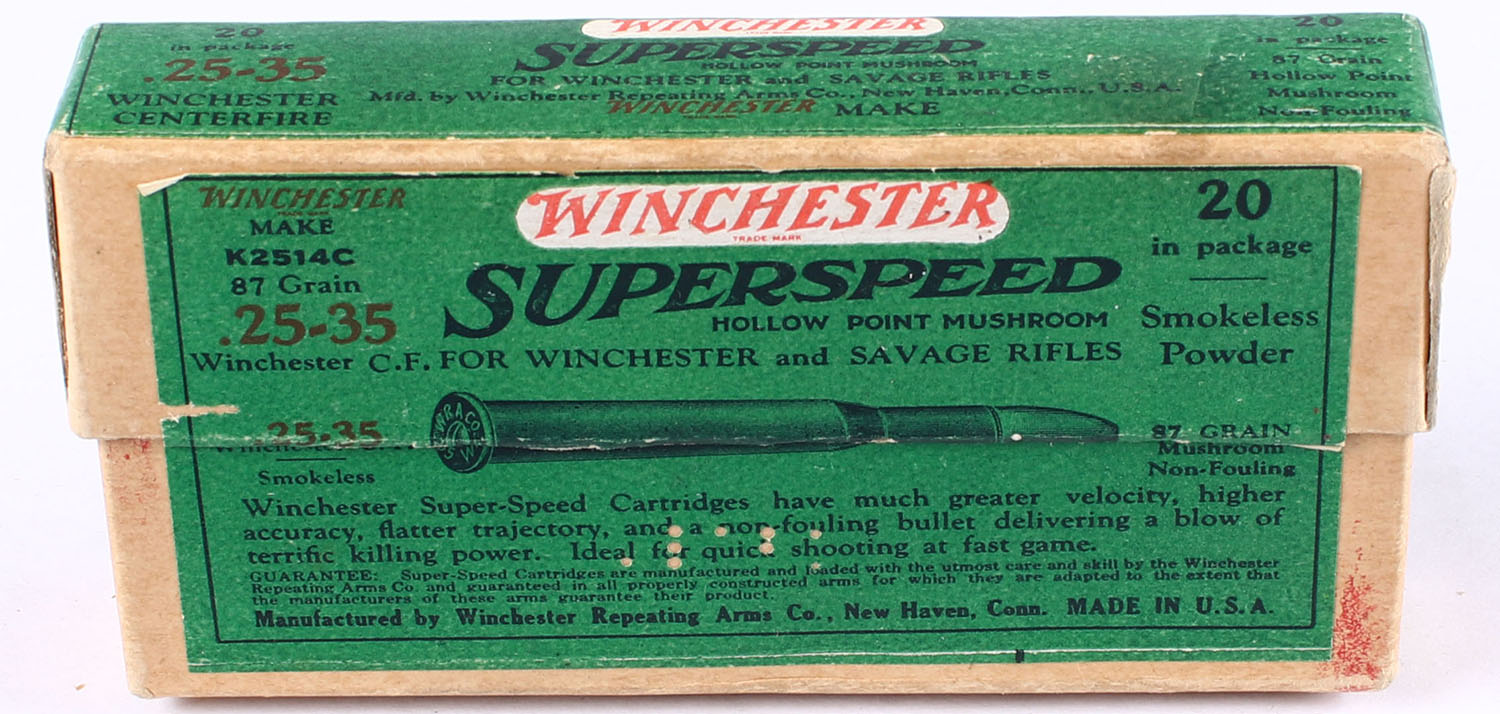 20
in package
.25-35
WINCHESTER
CENTERFIRE
WINCHESTER
SUPERSPEED
HOLLOW POINT MUSHROOM
FOR WINCHESTER and SAVAGE RIFLES
Mfd. by Winchester Repeating Arms Co., New Haven, Conn., U.S.A.
WINCHESTER MAKE
20
in package
87 Grain
Hollow Point
Mushroom
Non-Fouling
WINCHESTER
TRADE MARK
MAKE
K2514C
87 Grain
.25-35
Winchester C.F.
WINCHESTER
TRADE MARK
SUPERSPEED
HOLLOW POINT MUSHROOM
FOR WINCHESTER and SAVAGE RIFLES
20
in package
Smokeless
Powder
.25-35
Smokeless
W.R.A.CO.
87 GRAIN
Mushroom
Non-Fouling
Winchester Super-Speed Cartridges have much greater velocity, higher
accuracy, flatter trajectory, and a non-fouling bullet delivering a blow of
terrific killing power. Ideal for quick shooting at fast game.
GUARANTEE: Super-Speed Cartridges are manufactured and loaded with the utmost care and skill by the Winchester
Repeating Arms Co. and guaranteed in all properly constructed arms for which they are adapted to the extent that
the manufacturers of these arms guarantee their product.
Manufactured by Winchester Repeating Arms Co., New Haven, Conn. MADE IN U.S.A.